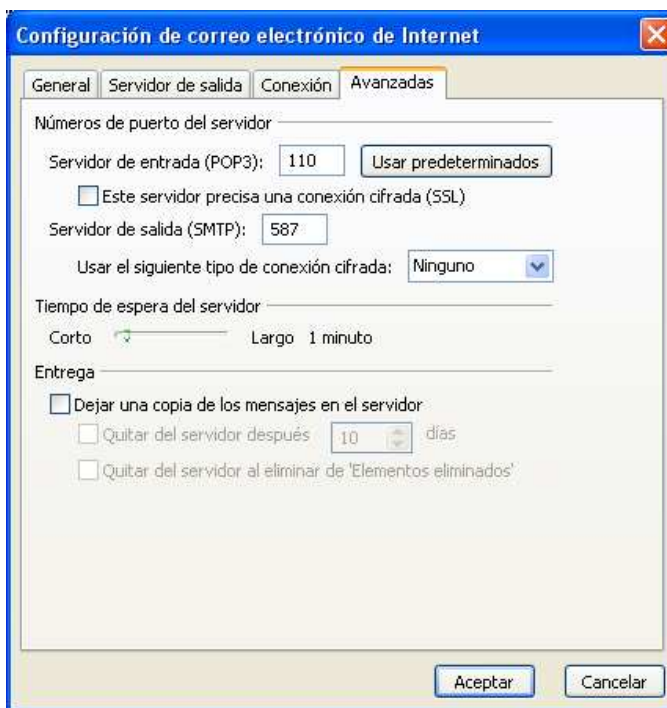 Configuración de correo electrónico de Internet
General Servidor de salida Conexión Avanzadas
Números de puerto del servidor
Servidor de entrada (POP3): 110 Usar predeterminados
Este servidor precisa una conexión cifrada (SSL)
Servidor de salida (SMTP): 587
Usar el siguiente tipo de conexión cifrada: Ninguno
Tiempo de espera del servidor
Corto Largo 1 minuto
Entrega
Dejar una copia de los mensajes en el servidor
Quitar del servidor después 10 días
Quitar del servidor al eliminar de 'Elementos eliminados'
Aceptar Cancelar